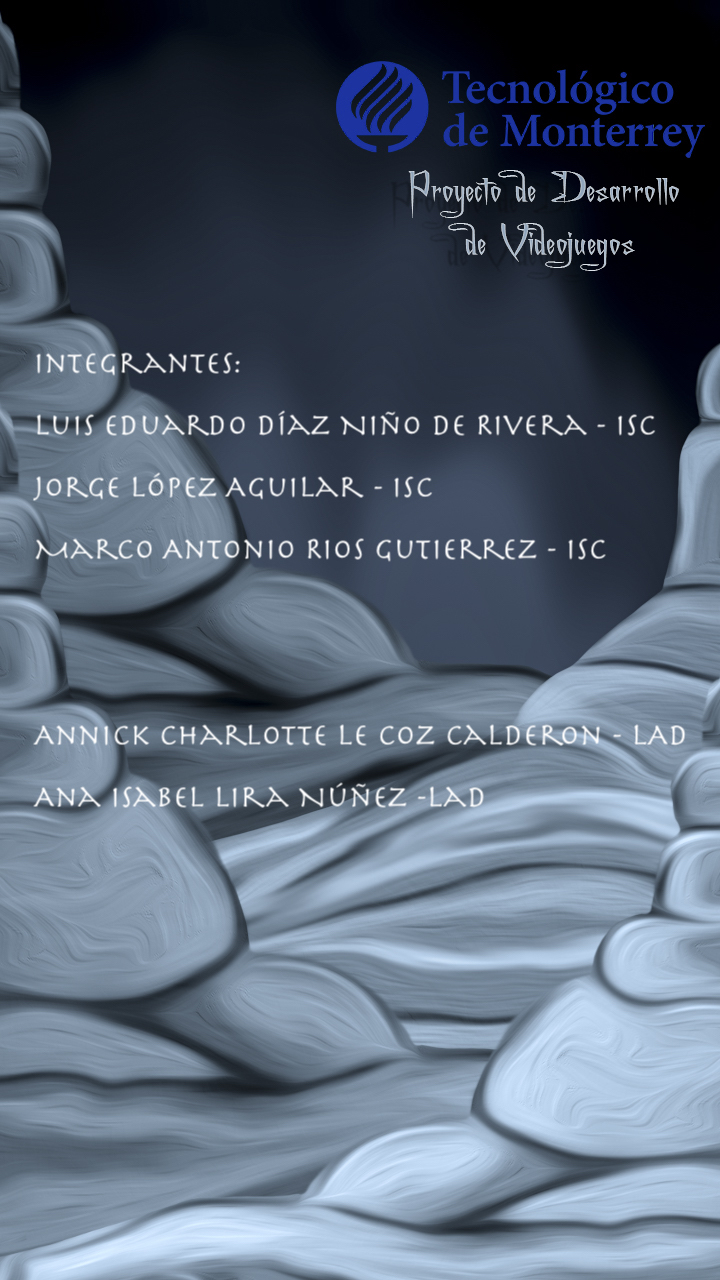 Tecnológico
de Monterrey
Proyecto de Desarrollo
de Videojuegos
INTEGRANTES:
LUIS EDUARDO DÍAZ NIÑO DE RIVERA - ISC
JORGE LÓPEZ AGUILAR - ISC
MARCO ANTONIO RIOS GUTIERREZ - ISC
ANNICK CHARLOTTE LE COZ CALDERON - LAD
ANA ISABEL LIRA NÚÑEZ -LAD